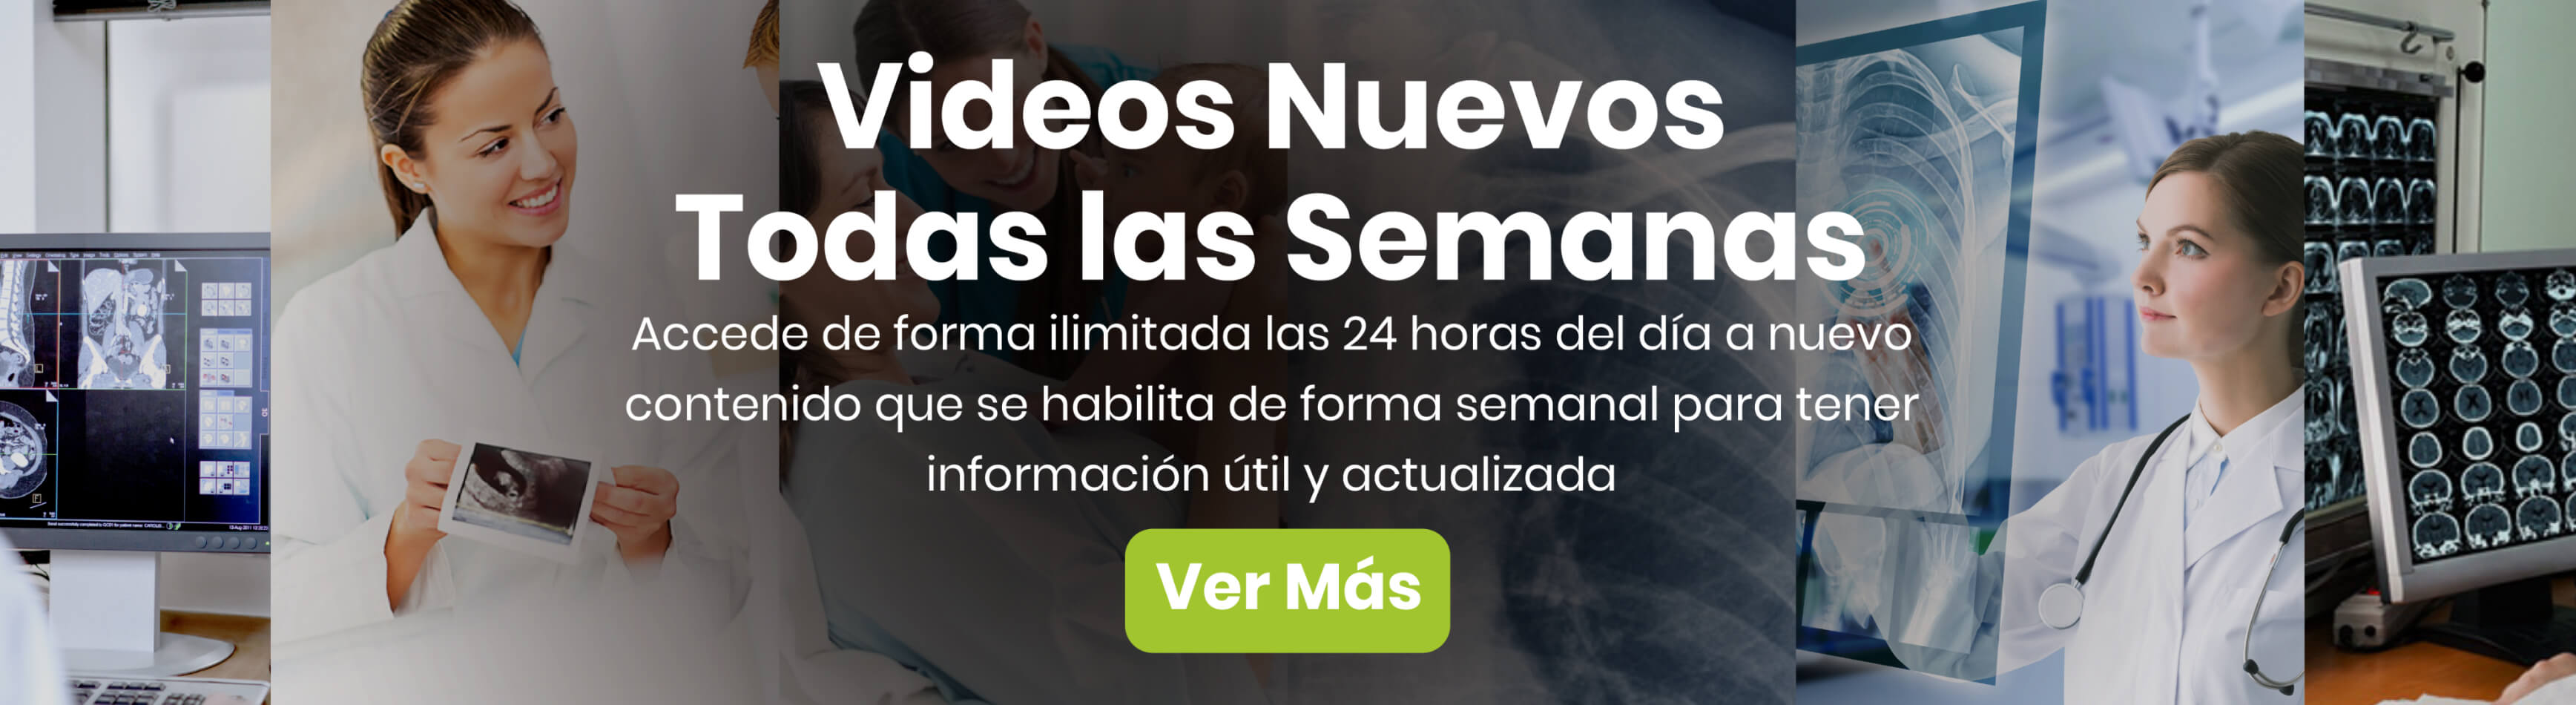 Videos Nuevos
Todas las Semanas
Accede de forma ilimitada las 24 horas del día a nuevo
contenido que se habilita de forma semanal para tener
información útil y actualizada
Ver Más